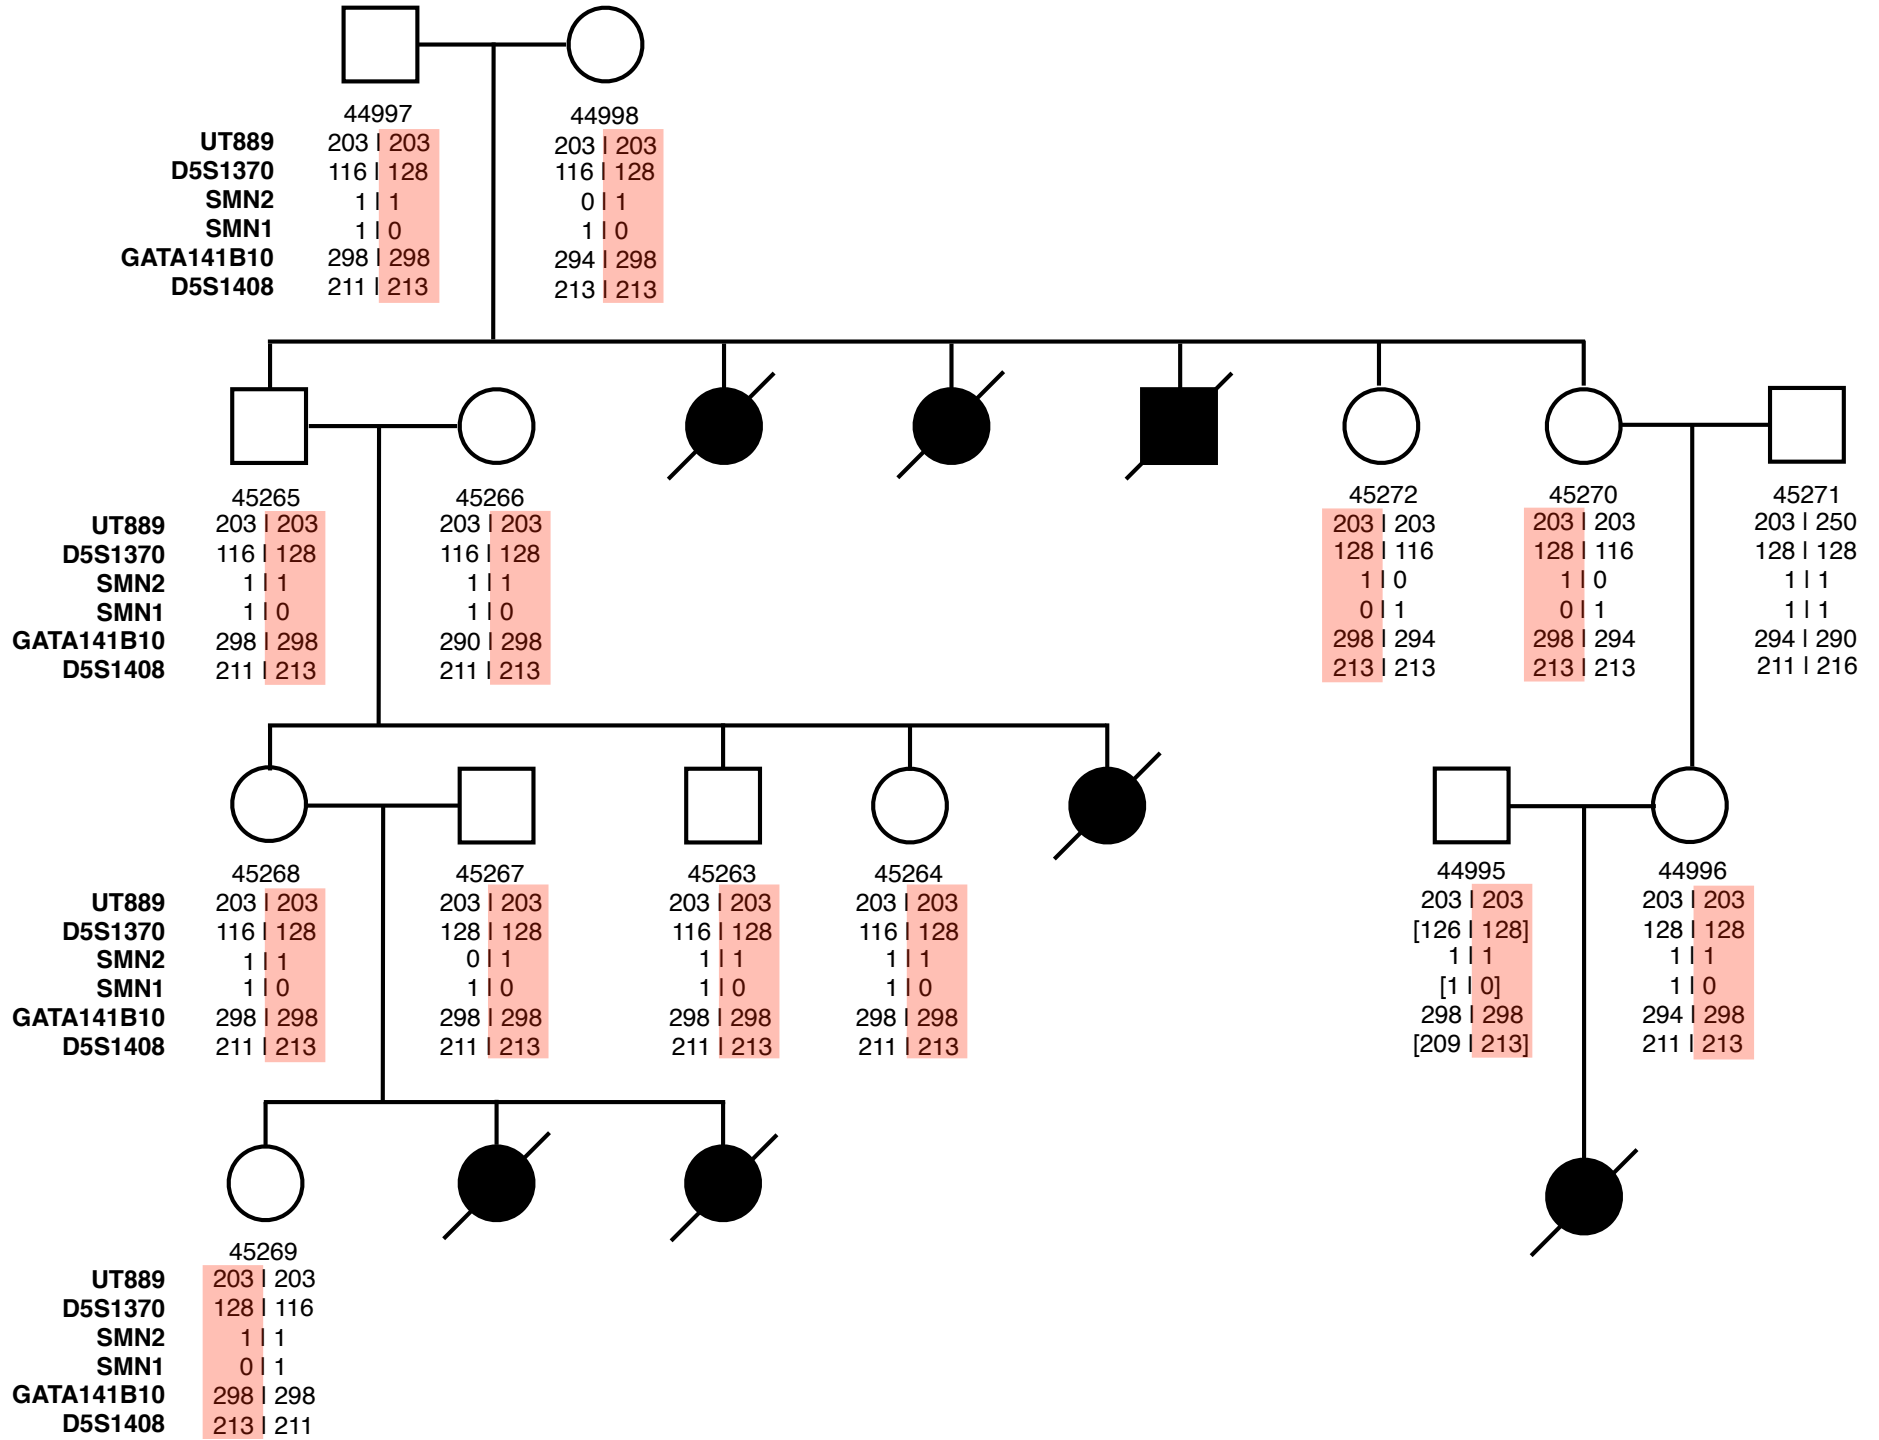 44997 44998
UT889 203 | 203 203 | 203
D5S1370 116 | 128 116 | 128
SMN2 1 | 1 0 | 1
SMN1 1 | 0 1 | 0
GATA141B10 298 | 298 294 | 298
D5S1408 211 | 213 213 | 213
45265 45266 45272 45270 45271
UT889 203 | 203 203 | 203 203 | 203 203 | 203 203 | 250
D5S1370 116 | 128 116 | 128 128 | 116 128 | 116 128 | 128
SMN2 1 | 1 1 | 1 1 | 0 1 | 0 1 | 1
SMN1 1 | 0 1 | 0 0 | 1 0 | 1 1 | 1
GATA141B10 298 | 298 290 | 298 298 | 294 298 | 294 294 | 290
D5S1408 211 | 213 211 | 213 213 | 213 213 | 213 211 | 216
45268 45267 45263 45264 44995 44996
UT889 203 | 203 203 | 203 203 | 203 203 | 203 203 | 203 203 | 203
D5S1370 116 | 128 128 | 128 116 | 128 116 | 128 [126 | 128] 128 | 128
SMN2 1 | 1 0 | 1 1 | 1 1 | 1 1 | 1 1 | 1
SMN1 1 | 0 1 | 0 1 | 0 1 | 0 [1 | 0] 1 | 0
GATA141B10 298 | 298 298 | 298 298 | 298 298 | 298 298 | 298 294 | 298
D5S1408 211 | 213 211 | 213 211 | 213 211 | 213 [209 | 213] 211 | 213
45269
UT889 203 | 203
D5S1370 128 | 116
SMN2 1 | 1
SMN1 0 | 1
GATA141B10 298 | 298
D5S1408 213 | 211